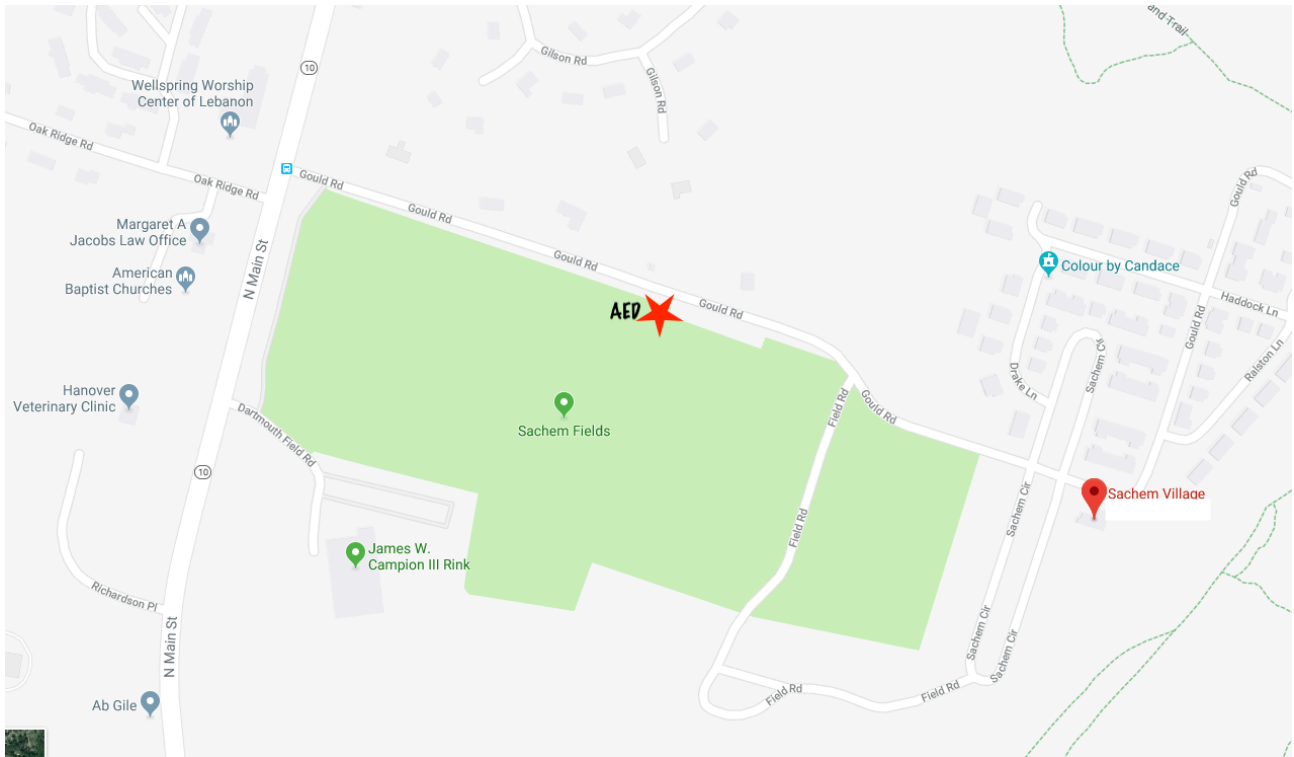 and Trail
Gilson Rd
Gilson Rd
10
Wellspring Worship
Center of Lebanon
Oak Ridge Rd
Oak Ridge Rd
Gould Rd
Gould Rd
Gould Rd
Gould Rd
Gould Rd
Margaret A
Jacobs Law Office
American
Baptist Churches
N Main St
Colour by Candace
Haddock Ln
Gould Rd
AED
Ralston Ln
Sachem Cir
Drake Ln
Hanover
Veterinary Clinic
Dartmouth Field Rd
Sachem Fields
Field Rd
Gould Rd
10
Sachem Village
Sachem Cir
Field Rd
James W.
Campion III Rink
Richardson Pl
N Main St
Sachem Cir
Sachem Cir
Field Rd
Field Rd
Ab Gile